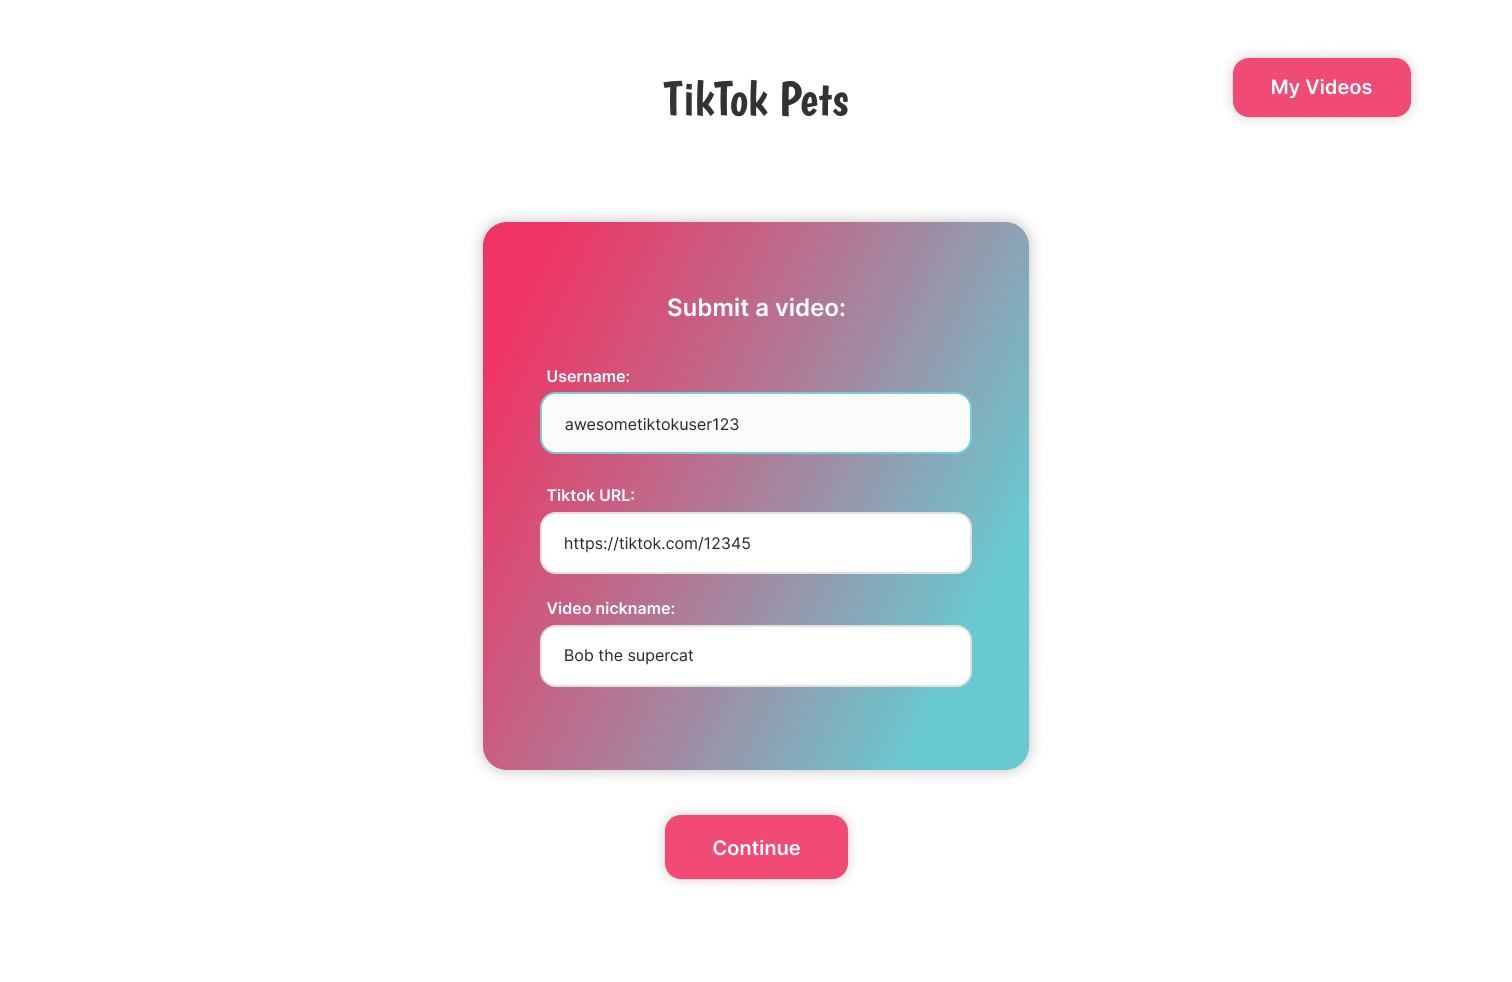 TikTok Pets
My Videos
Submit a video:
Username:
awesometiktokuser123
Tiktok URL:
https://tiktok.com/12345
Video nickname:
Bob the supercat
Continue